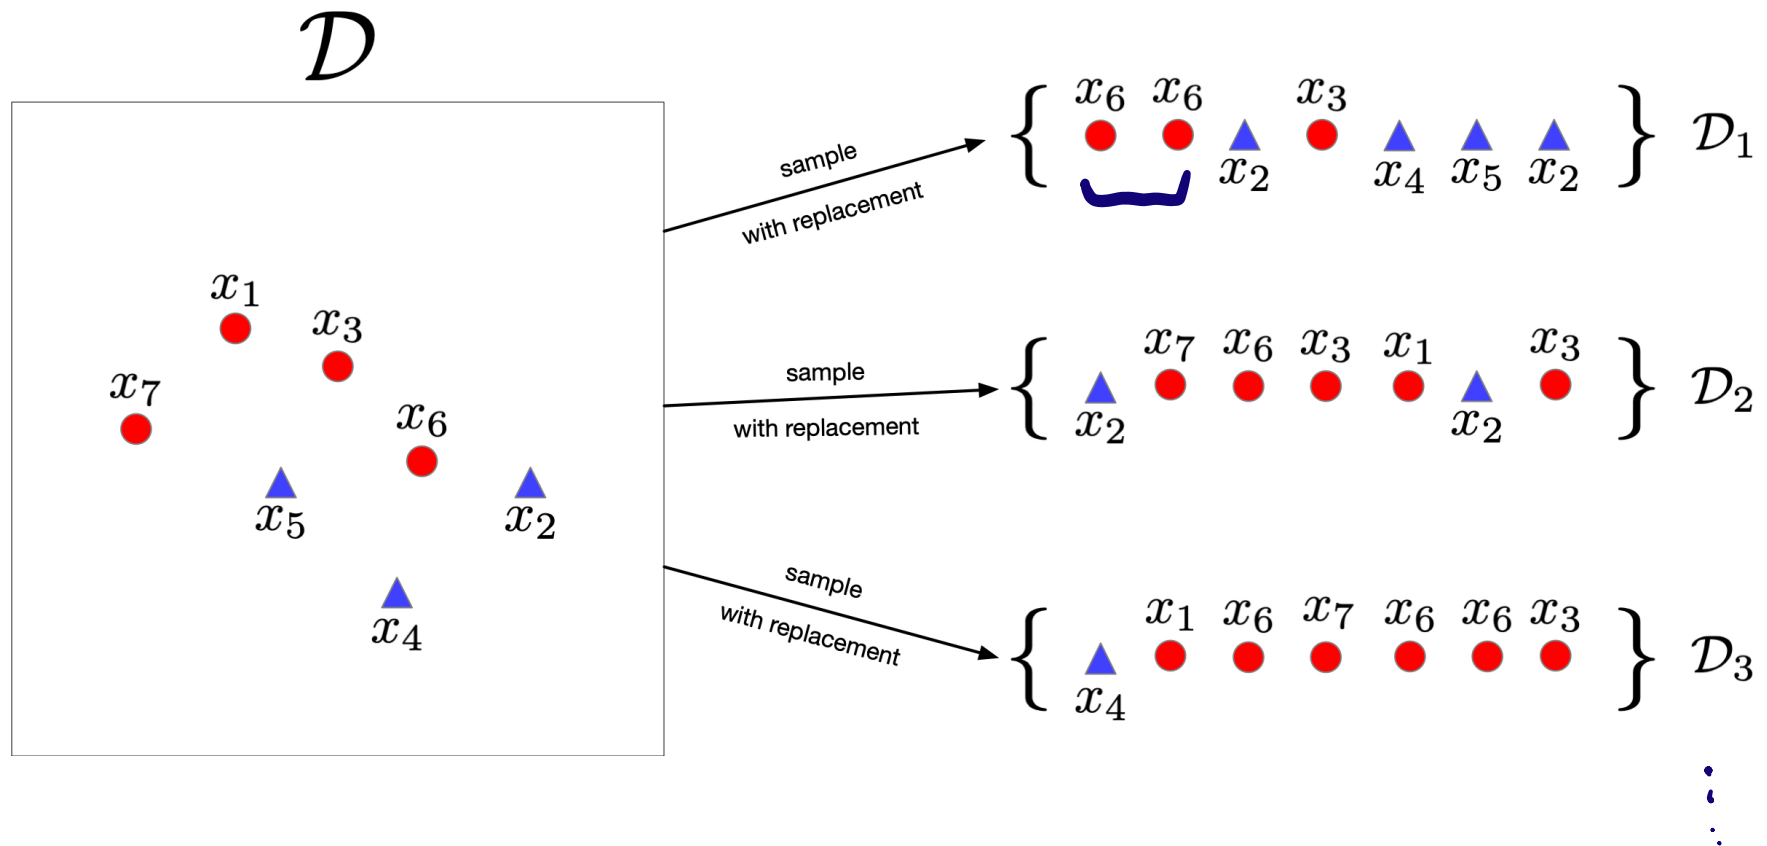 𝒟
x₁
x₃
x₇
x₆
x₅
x₂
x₄
sample
with replacement
{ x₆ x₆ x₂ x₃ x₄ x₅ x₂ } 𝒟₁
sample
with replacement
{ x₂ x₇ x₆ x₃ x₁ x₂ x₃ } 𝒟₂
sample
with replacement
{ x₄ x₁ x₆ x₇ x₆ x₆ x₃ } 𝒟₃